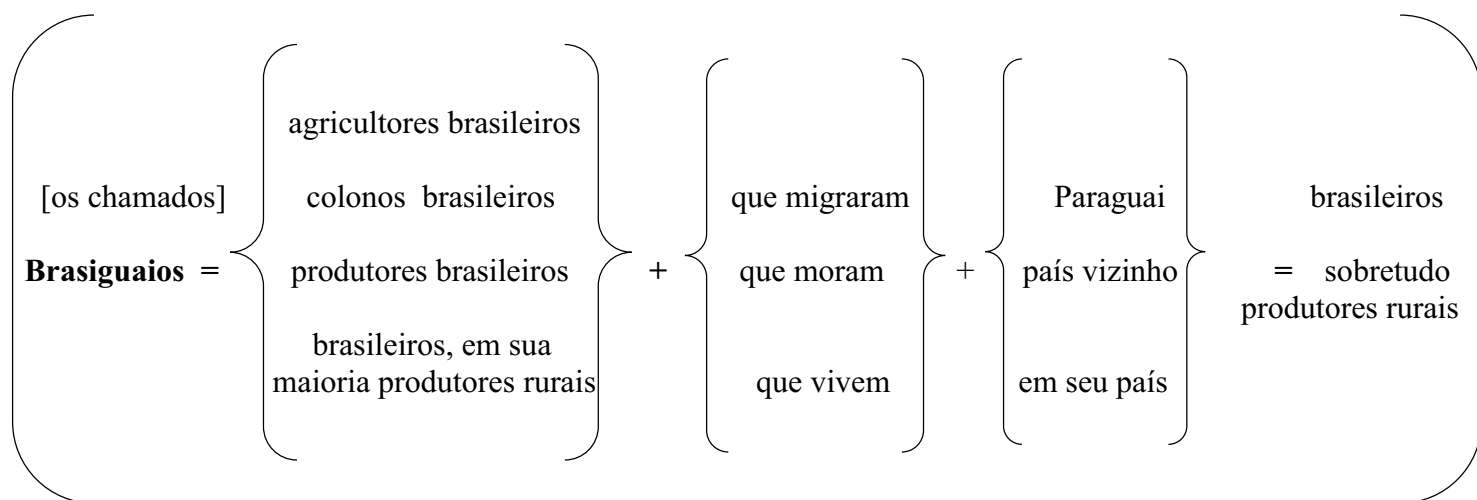 agricultores brasileiros
[os chamados] colonos brasileiros que migraram Paraguai brasileiros
Brasiguaios = produtores brasileiros + que moram + país vizinho = sobretudo
produtores rurais
brasileiros, em sua
maioria produtores rurais que vivem em seu país